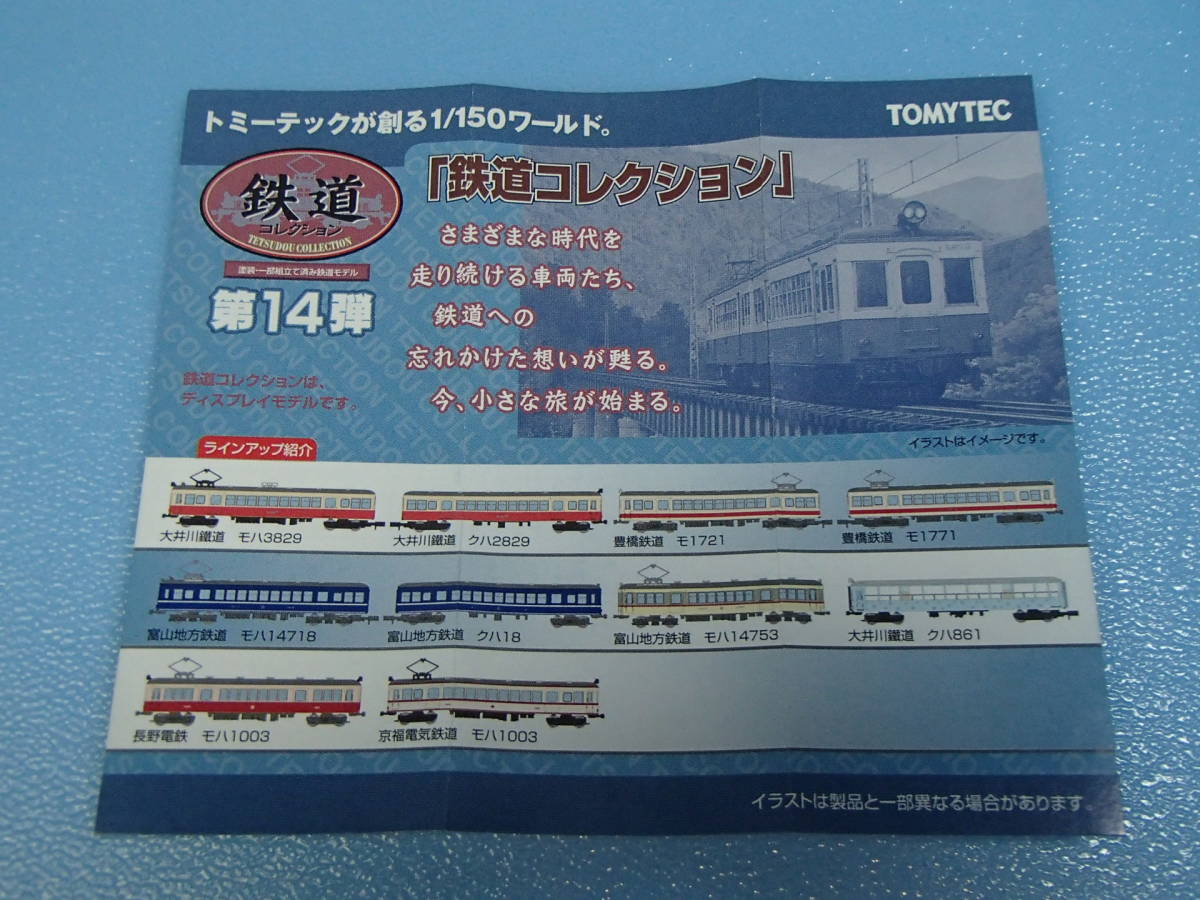 トミーテックが創る1/150ワールド。
TOMYTEC
鉄道
コレクション
TETSUDOU COLLECTION
塗装・一部組立て済み鉄道モデル
第14弾
「鉄道コレクション」
さまざまな時代を
走り続ける車両たち、
鉄道への
忘れかけた想いが甦る。
今、小さな旅が始まる。
鉄道コレクションは、
ディスプレイモデルです。
イラストはイメージです。
ラインアップ紹介
大井川鐵道 モハ3829
大井川鐵道 クハ2829
豊橋鉄道 モ1721
豊橋鉄道 モ1771
富山地方鉄道 モハ14718
富山地方鉄道 クハ18
富山地方鉄道 モハ14753
大井川鐵道 クハ861
長野電鉄 モハ1003
京福電気鉄道 モハ1003
イラストは製品と一部異なる場合があります。